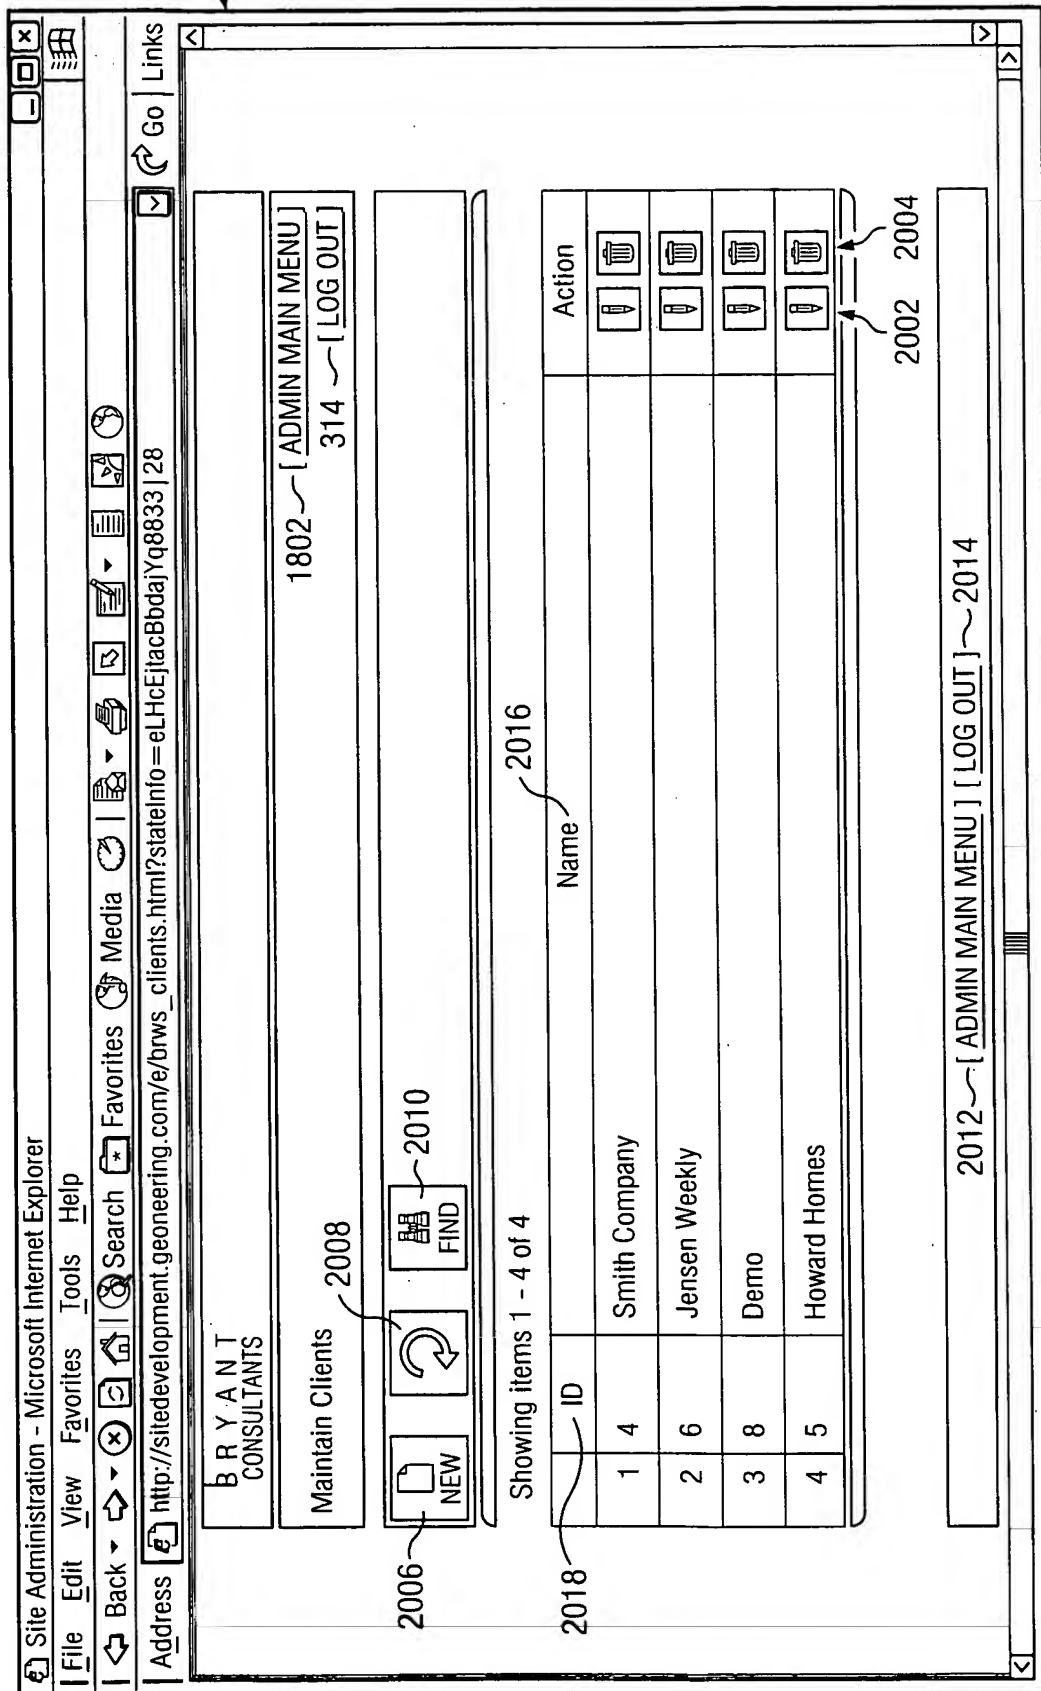 Site Administration - Microsoft Internet Explorer
File Edit View Favorites Tools Help
Back Search Favorites Media
Address http://sitedevelopment.geoneering.com/e/brws_clients.html?stateInfo=eLHcEjtacBbdajYq8833|28 Go Links
BRYANT
CONSULTANTS
Maintain Clients 1802 [ ADMIN MAIN MENU ]
314 [ LOG OUT ]
2006 NEW 2008 FIND 2010
Showing items 1 - 4 of 4
2018 ID Name 2016 Action
1 4 Smith Company
2 6 Jensen Weekly
3 8 Demo
4 5 Howard Homes
2002 2004
2012 [ ADMIN MAIN MENU ] [ LOG OUT ] 2014